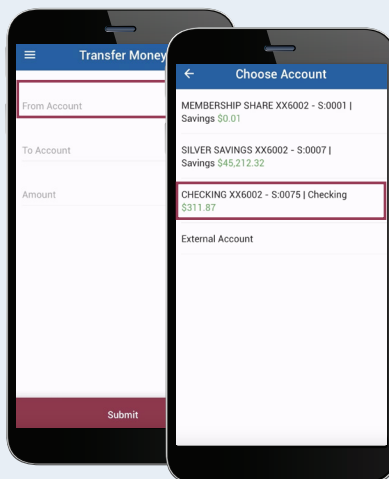 Transfer Money
From Account
To Account
Amount
Submit
Choose Account
MEMBERSHIP SHARE XX6002 - S:0001 |
Savings $0.01
SILVER SAVINGS XX6002 - S:0007 |
Savings $45,212.32
CHECKING XX6002 - S:0075 | Checking
$311.87
External Account